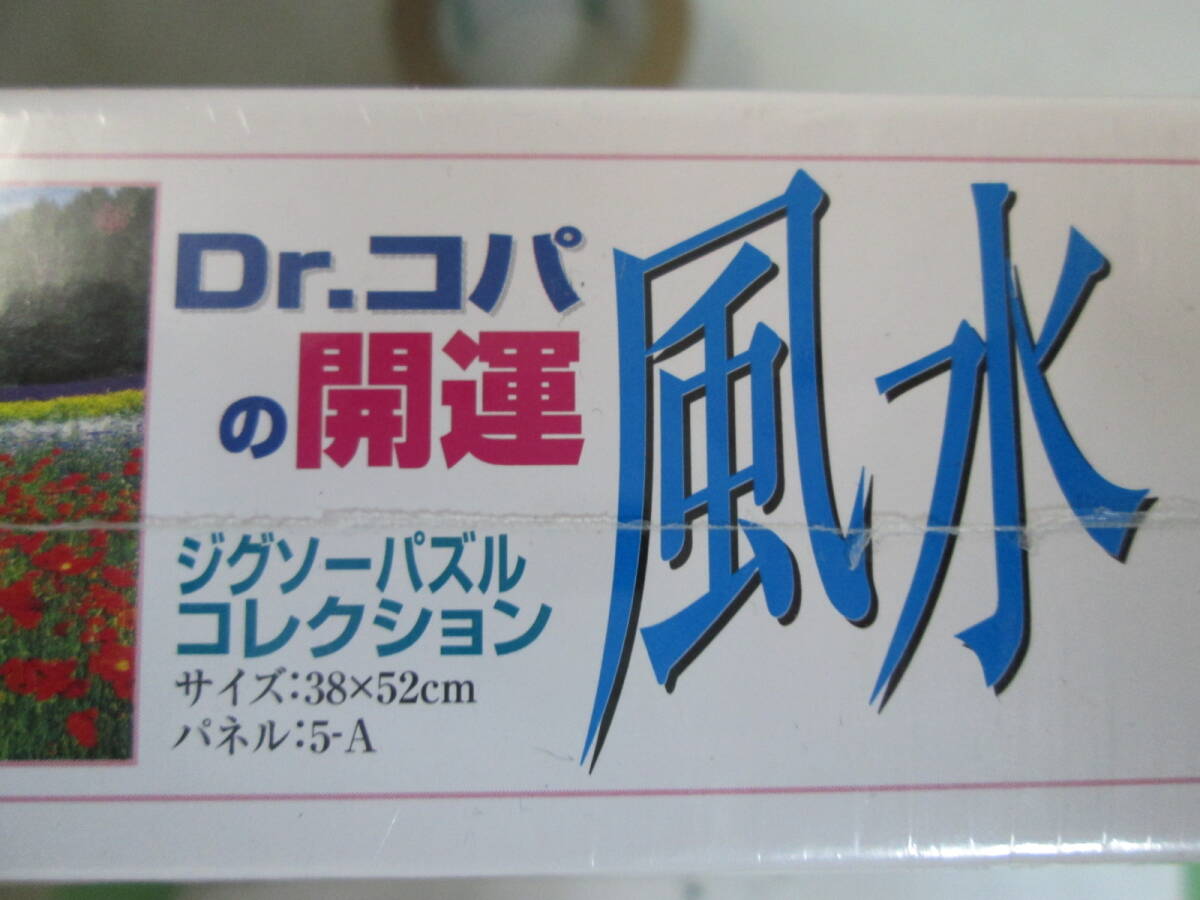 Dr.コパ
の開運
風水
ジグソーパズル
コレクション
サイズ:38×52cm
パネル:5-A